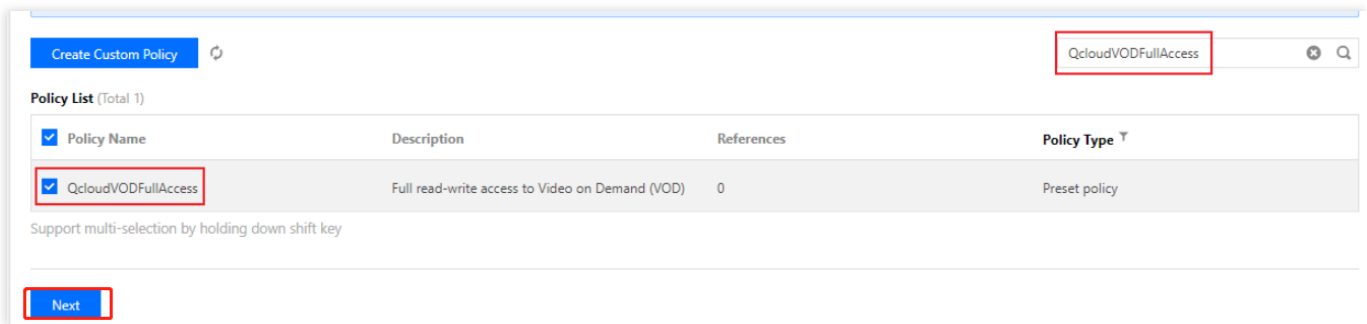 Create Custom Policy QcloudVODFullAccess
Policy List (Total 1)
Policy Name Description References Policy Type
QcloudVODFullAccess Full read-write access to Video on Demand (VOD) 0 Preset policy
Support multi-selection by holding down shift key
Next